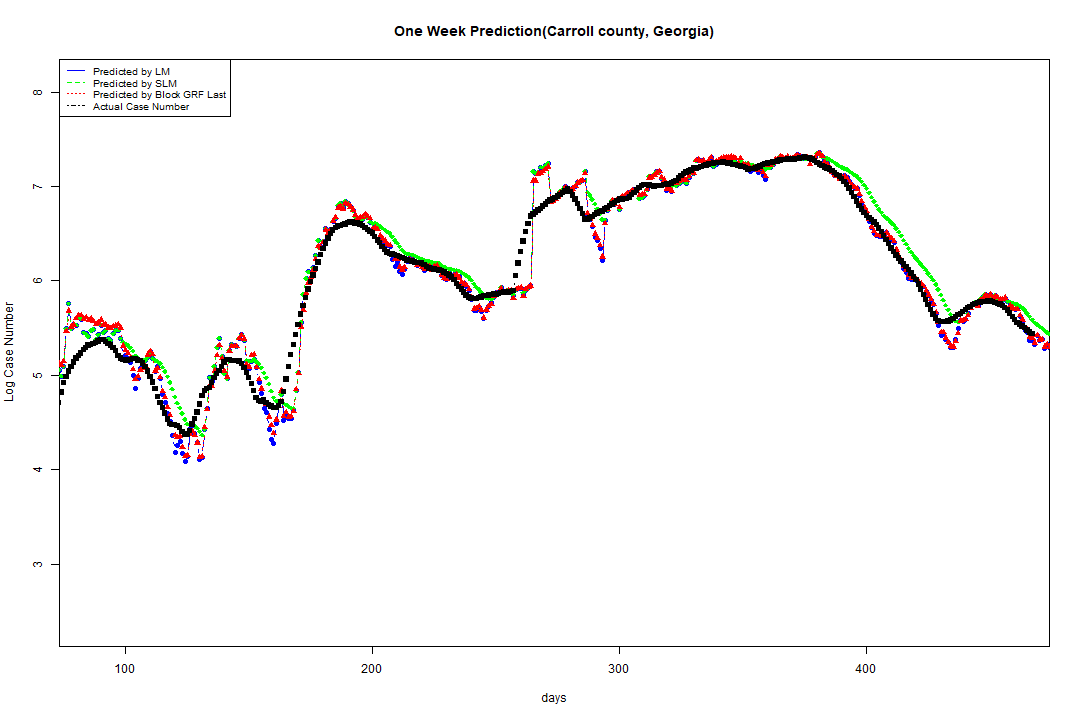 One Week Prediction(Carroll county, Georgia)
Predicted by LM
Predicted by SLM
Predicted by Block GRF Last
Actual Case Number
8
7
6
5
4
3
Log Case Number
100 200 300 400
days